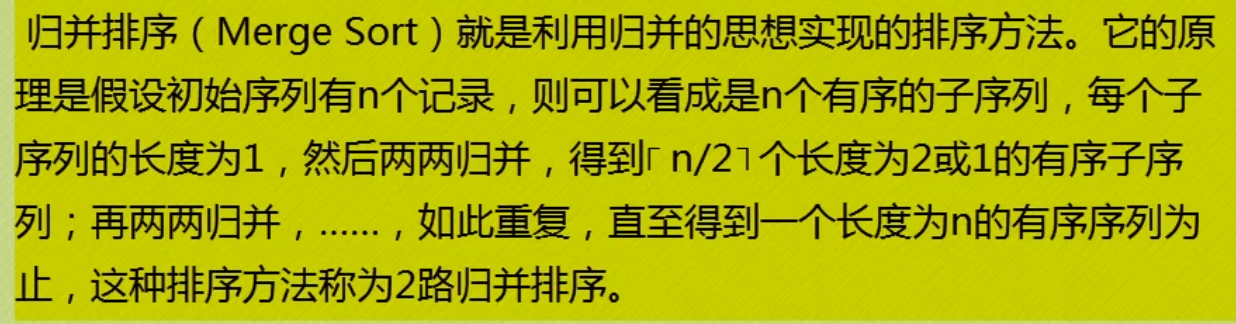 归并排序（Merge Sort）就是利用归并的思想实现的排序方法。它的原
理是假设初始序列有n个记录，则可以看成是n个有序的子序列，每个子
序列的长度为1，然后两两归并，得到「 n/2⌝个长度为2或1的有序子序
列；再两两归并，……，如此重复，直至得到一个长度为n的有序序列为
止，这种排序方法称为2路归并排序。